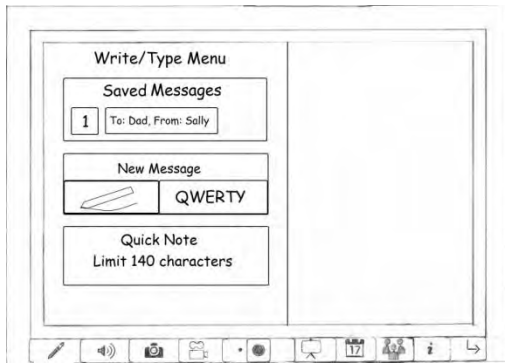 Write/Type Menu
Saved Messages
1 To: Dad, From: Sally
New Message
QWERTY
Quick Note
Limit 140 characters
17 i